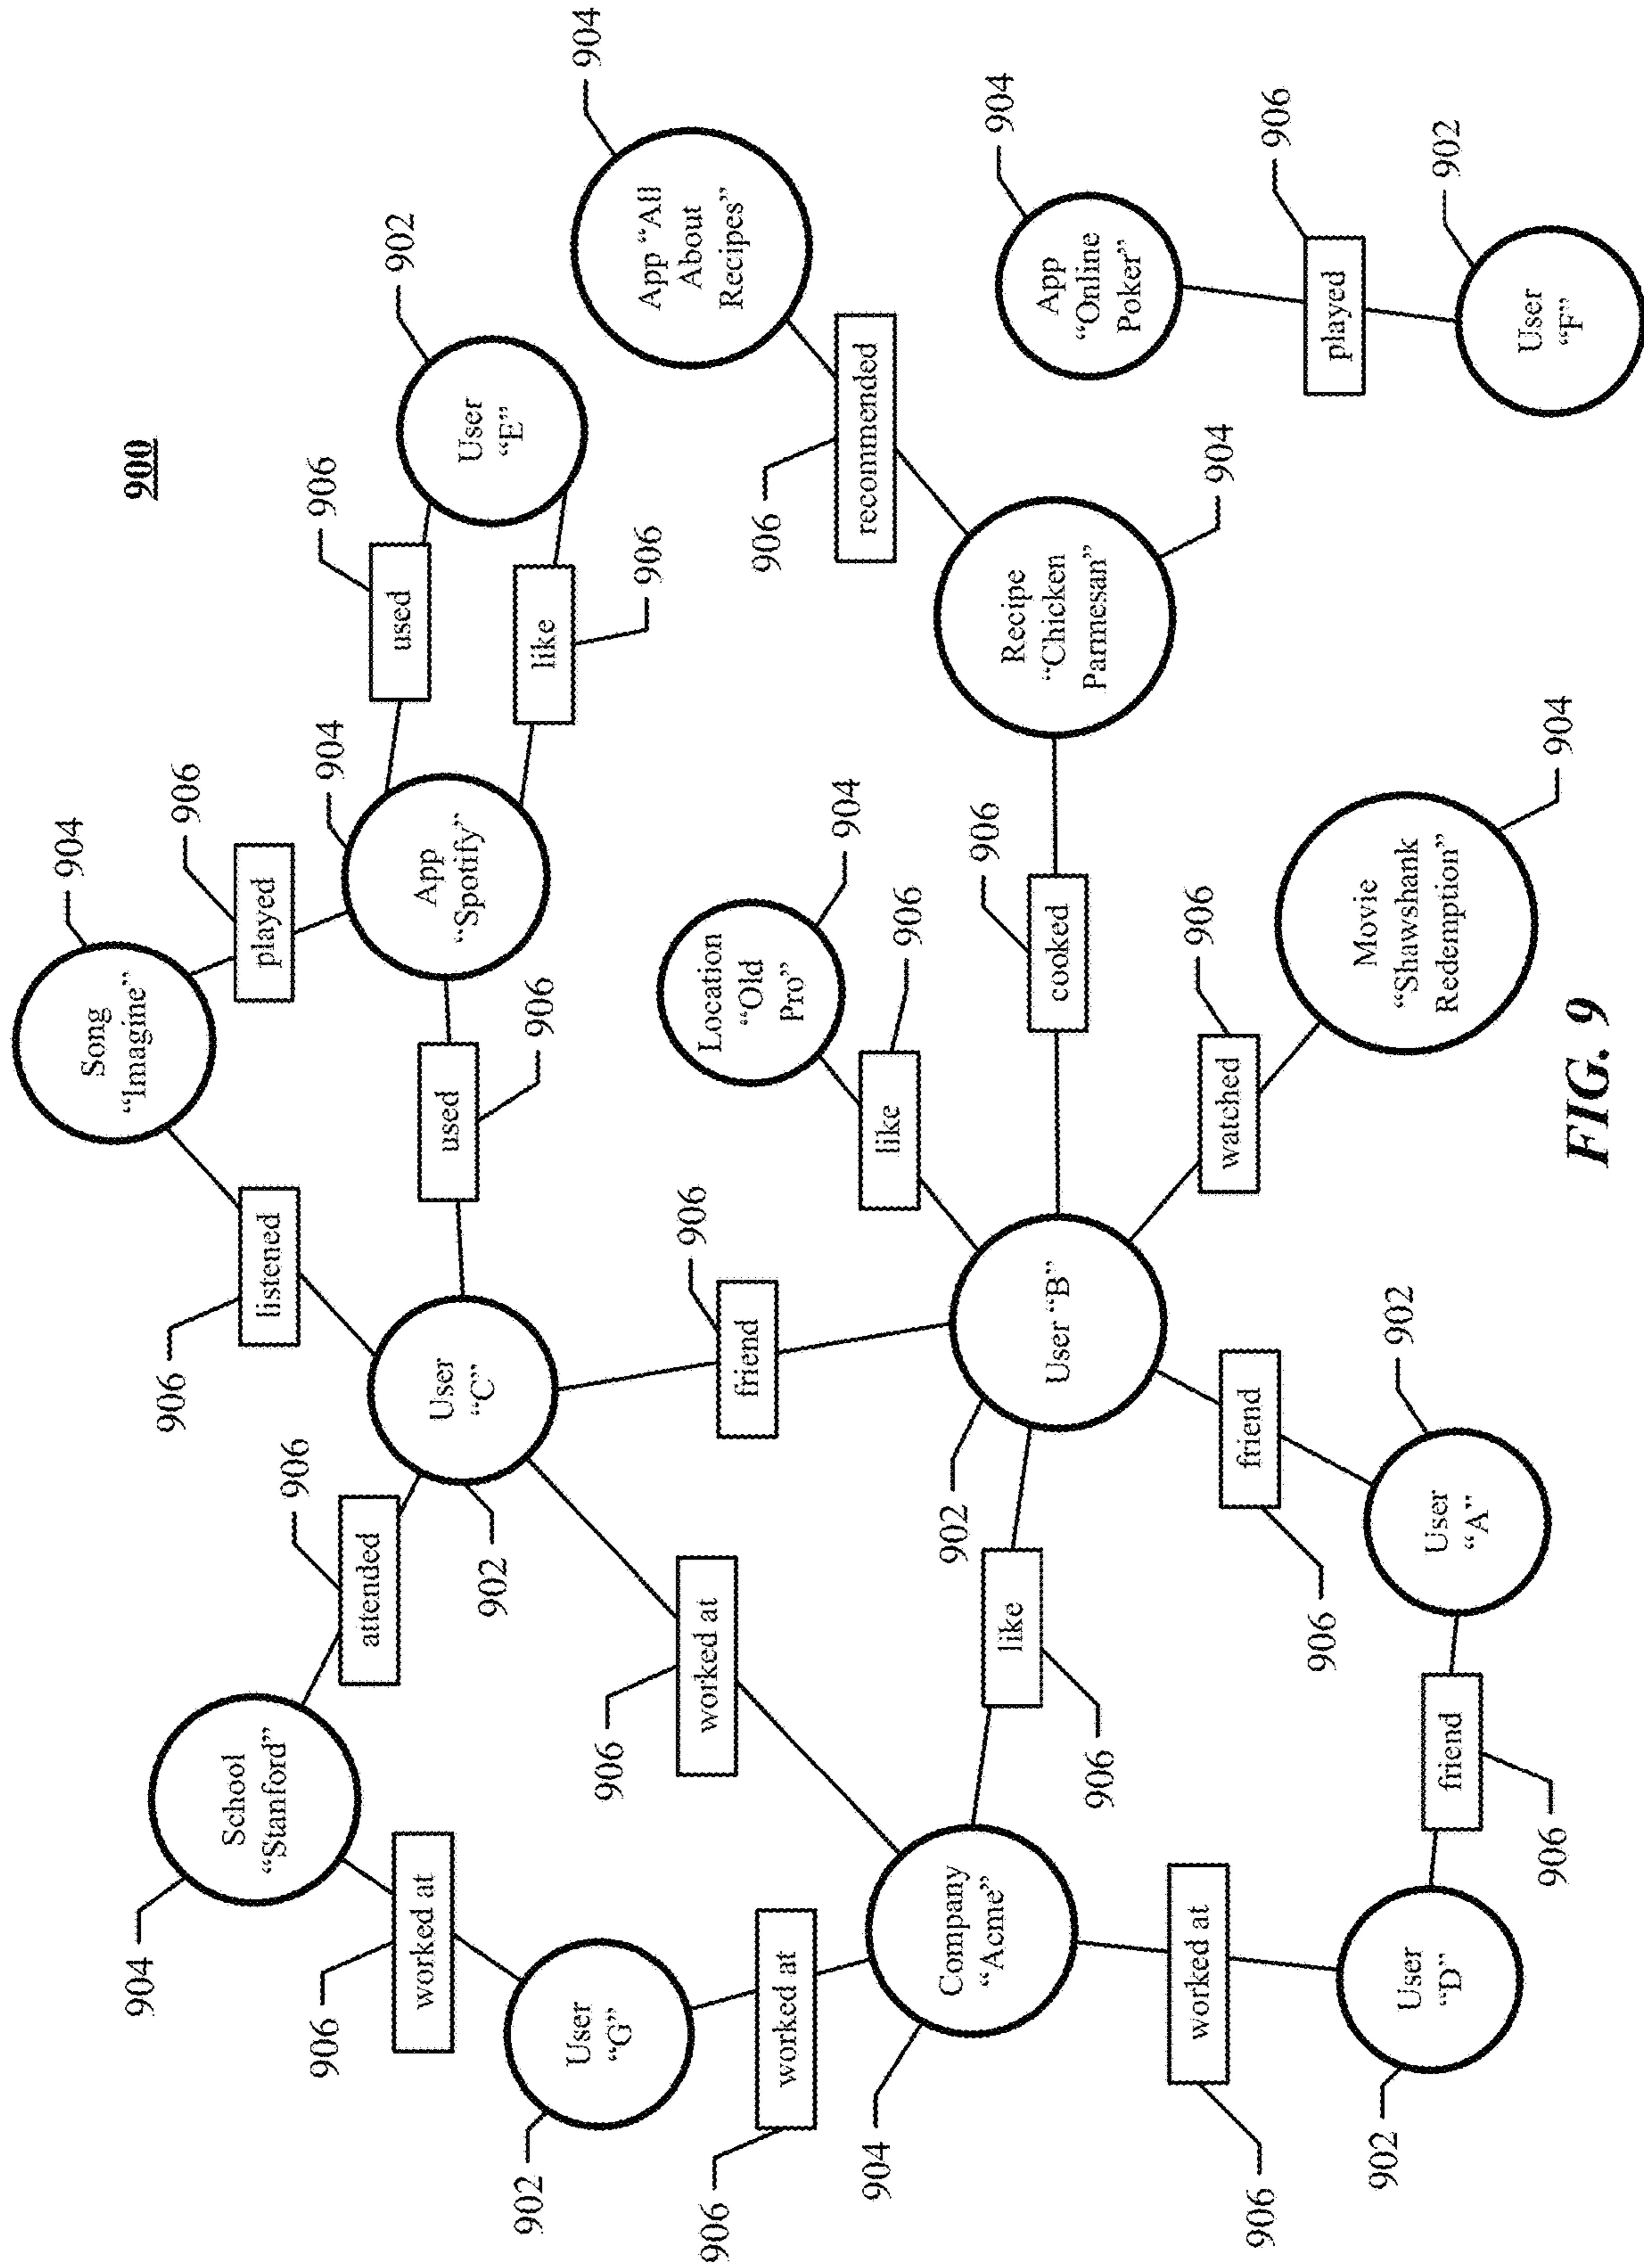 900
904
Song
“Imagine”
906
listened
906
played
904
App
“Spotify”
906
used
906
like
902
User
“E”
906
used
904
School
“Stanford”
906
attended
902
User
“C”
906
worked at
902
User
“G”
906
worked at
906
worked at
906
friend
904
Location
“Old
Pro”
906
like
904
App “All
About
Recipes”
906
recommended
904
Company
“Acme”
906
like
902
User “B”
906
cooked
Recipe
“Chicken
Parmesan”
904
906
watched
Movie
“Shawshank
Redemption”
904
904
App
“Online
Poker”
906
played
902
User
“F”
906
worked at
902
User
“D”
906
friend
906
friend
902
User
“A”
FIG. 9